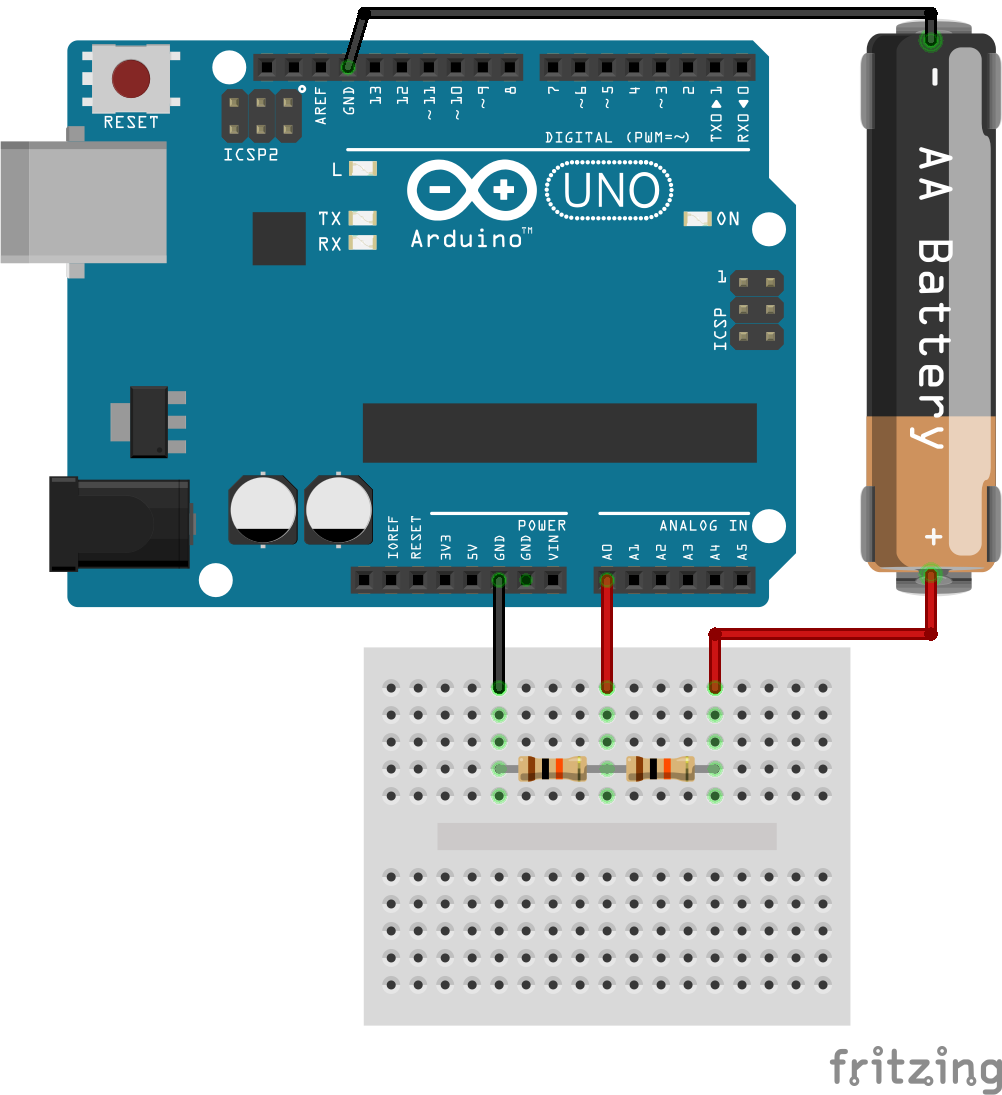 RESET
ICSP2
AREF
GND
13
12
~11
~10
~9
8
7
~6
~5
4
~3
2
TX0▶1
RX0◀0
DIGITAL (PWM=~)
L
TX
RX
Arduino™
UNO
ON
1
ICSP
- AA Battery +
POWER
ANALOG IN
IOREF
RESET
3V3
5V
GND
GND
VIN
A0
A1
A2
A3
A4
A5
fritzing